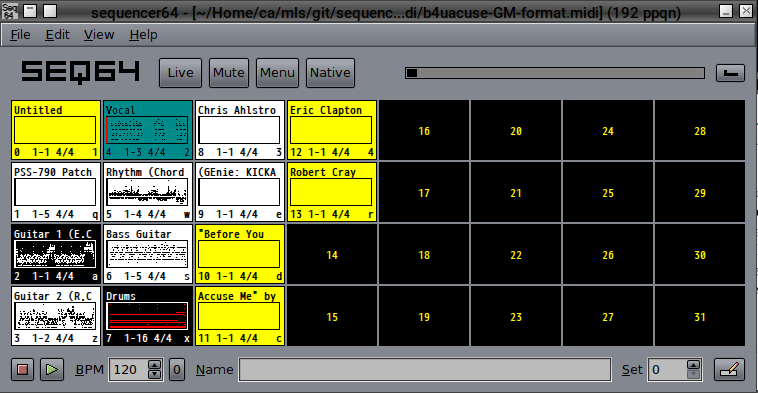 Seq 64 sequencer64 - [~/Home/ca/mls/git/sequenc...di/b4uacuse-GM-format.midi] (192 ppqn)
File Edit View Help
SEQ64 Live Mute Menu Native
Untitled Vocal Chris Ahlstro Eric Clapton
16 20 24 28
0 1-1 4/4 1 4 1-3 4/4 2 8 1-1 4/4 3 12 1-1 4/4 4
PSS-790 Patch Rhythm (Chord (GEnie: KICKA Robert Cray
17 21 25 29
1 1-5 4/4 q 5 1-4 4/4 w 9 1-1 4/4 e 13 1-1 4/4 r
Guitar 1 (E.C Bass Guitar "Before You
14 18 22 26 30
2 1-1 4/4 a 6 1-5 4/4 s 10 1-1 4/4 d
Guitar 2 (R.C Drums Accuse Me" by
15 19 23 27 31
3 1-2 4/4 z 7 1-16 4/4 x 11 1-1 4/4 c
BPM 120 0 Name Set 0